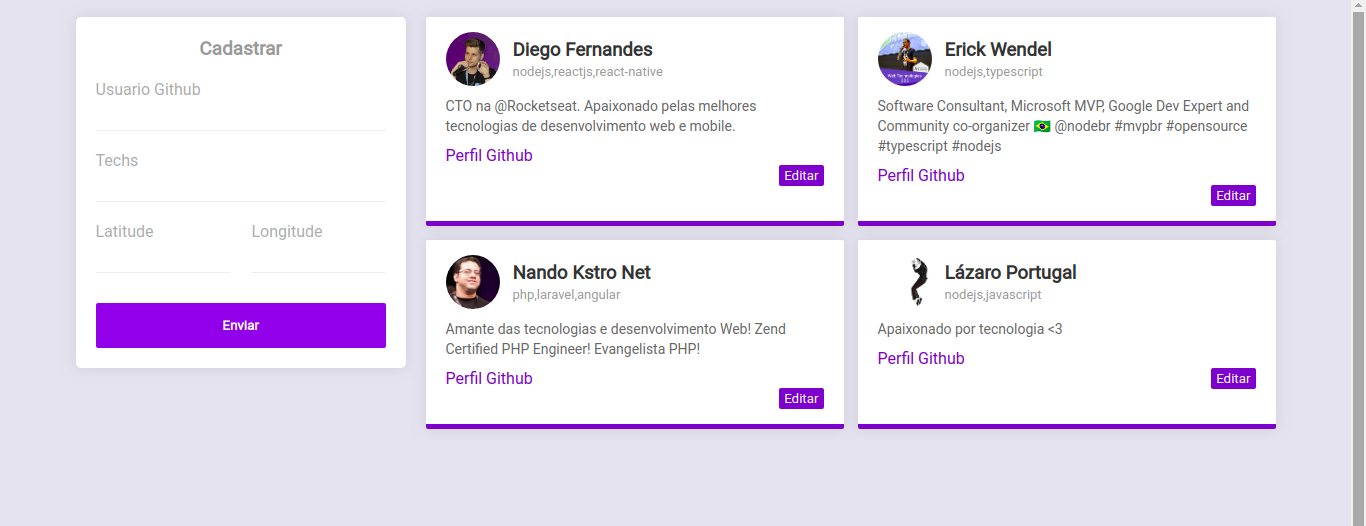 Cadastrar
Usuario Github
Techs
Latitude
Longitude
Enviar
Diego Fernandes
nodejs,reactjs,react-native
CTO na @Rocketseat. Apaixonado pelas melhores
tecnologias de desenvolvimento web e mobile.
Perfil Github
Editar
Erick Wendel
nodejs,typescript
Software Consultant, Microsoft MVP, Google Dev Expert and
Community co-organizer 🇧🇷 @nodebr #mvpbr #opensource
#typescript #nodejs
Perfil Github
Editar
Nando Kstro Net
php,laravel,angular
Amante das tecnologias e desenvolvimento Web! Zend
Certified PHP Engineer! Evangelista PHP!
Perfil Github
Editar
Lázaro Portugal
nodejs,javascript
Apaixonado por tecnologia <3
Perfil Github
Editar